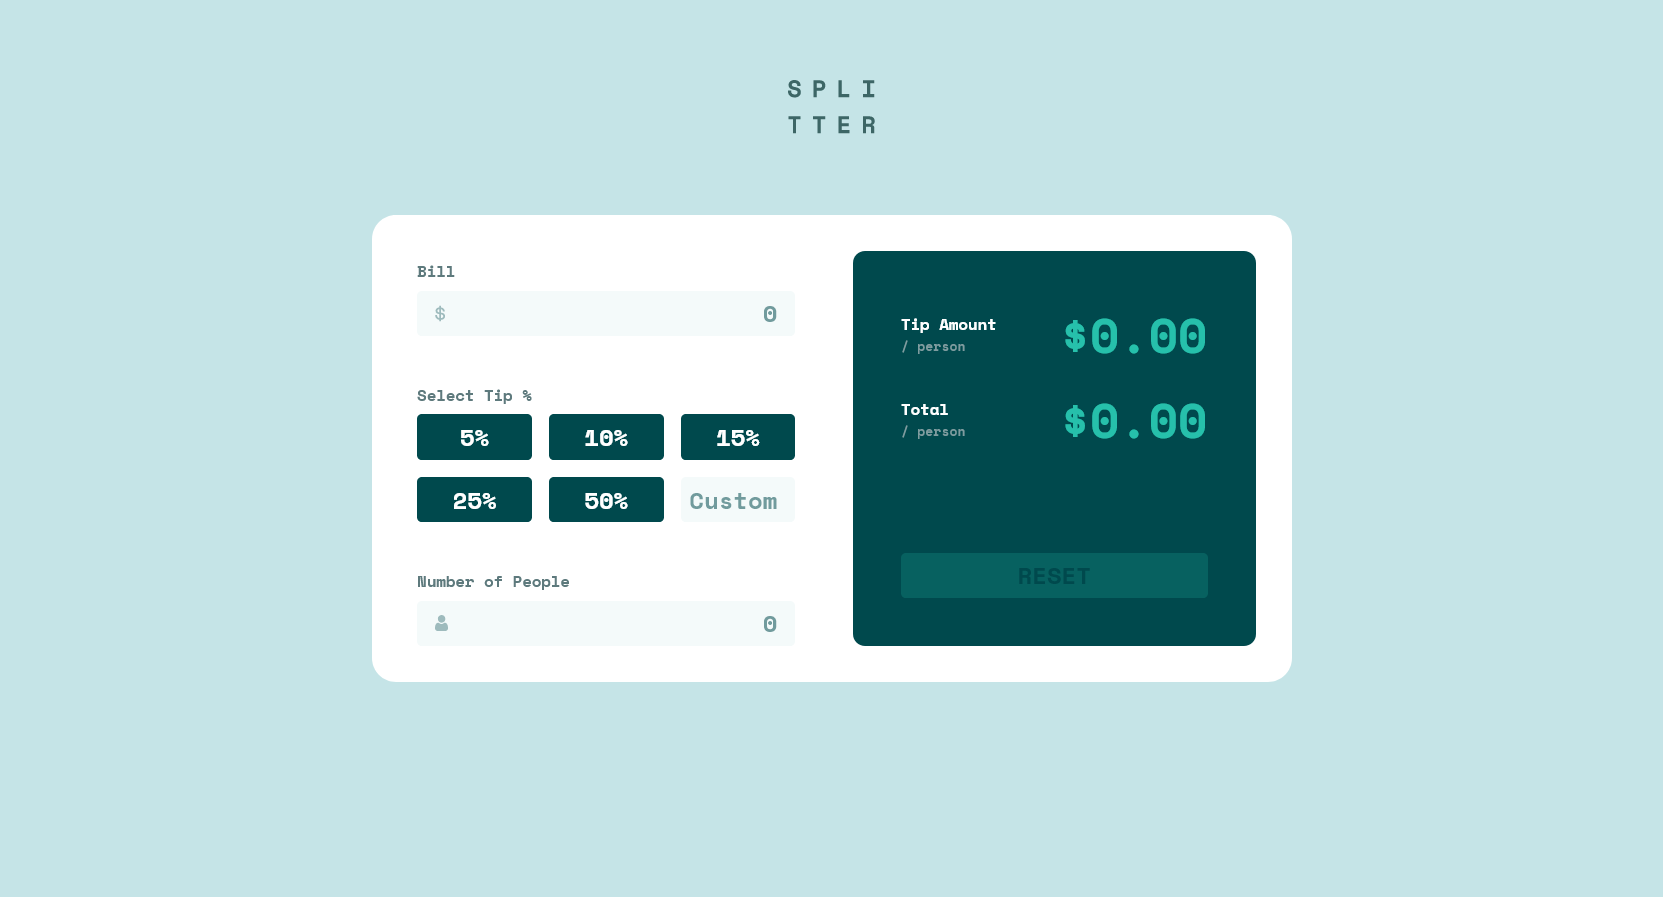 SPLI
TTER
Bill
$ 0
Select Tip %
5% 10% 15%
25% 50% Custom
Number of People
0
Tip Amount
/ person
$0.00
Total
/ person
$0.00
RESET